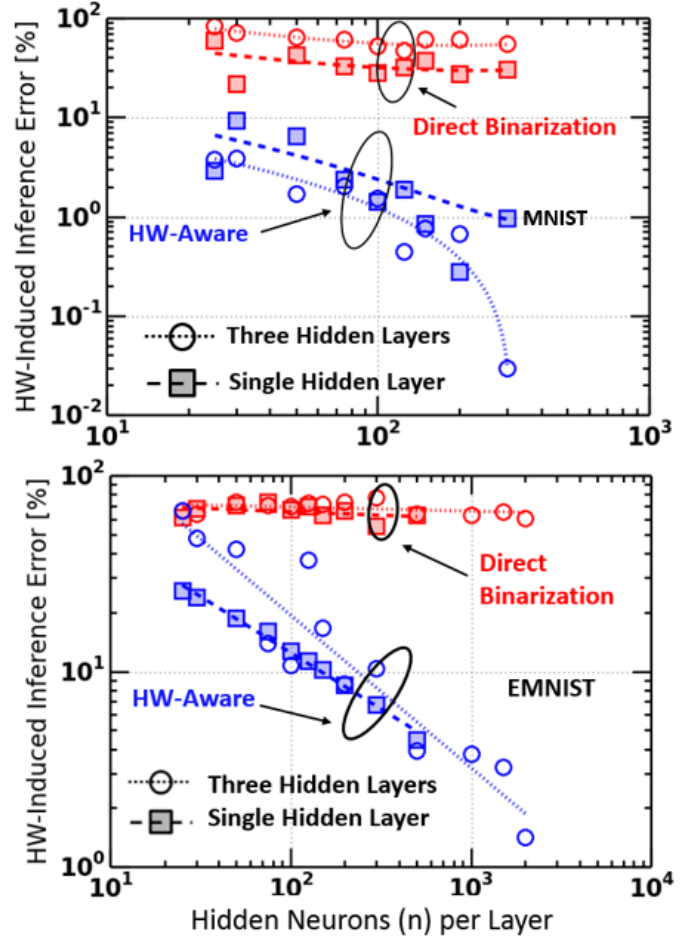 HW-Induced Inference Error [%]
10²
10¹
10⁰
10⁻¹
10⁻²
Direct Binarization
HW-Aware
MNIST
Three Hidden Layers
Single Hidden Layer
10¹
10²
10³
HW-Induced Inference Error [%]
10²
10¹
10⁰
Direct
Binarization
HW-Aware
EMNIST
Three Hidden Layers
Single Hidden Layer
10¹
10²
10³
10⁴
Hidden Neurons (n) per Layer